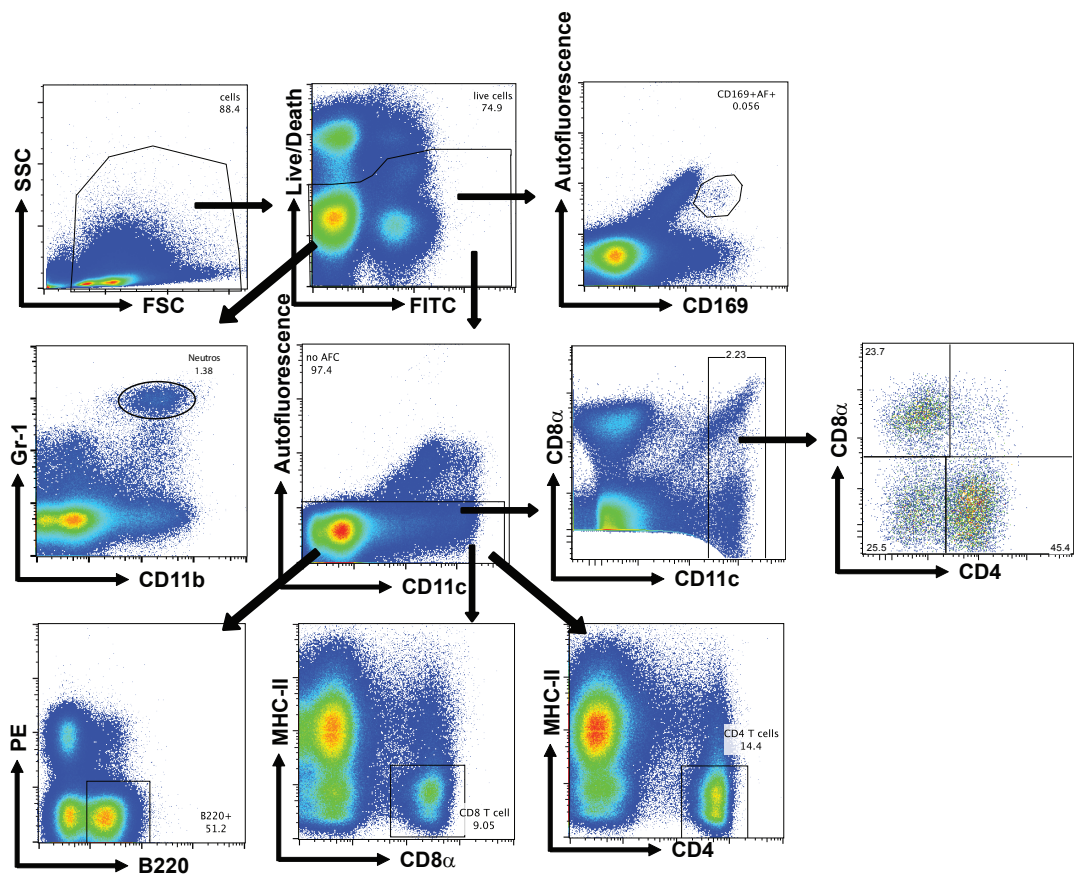 SSC
cells
88.4
FSC
Live/Death
live cells
74.9
FITC
Autofluorescence
CD169+AF+
0.056
CD169
Gr-1
Neutros
1.38
CD11b
Autofluorescence
no AFC
97.4
CD11c
CD8α
2.23
CD11c
CD8α
23.7
25.5
45.4
CD4
PE
B220+
51.2
B220
MHC-II
CD8 T cell
9.05
CD8α
MHC-II
CD4 T cells
14.4
CD4